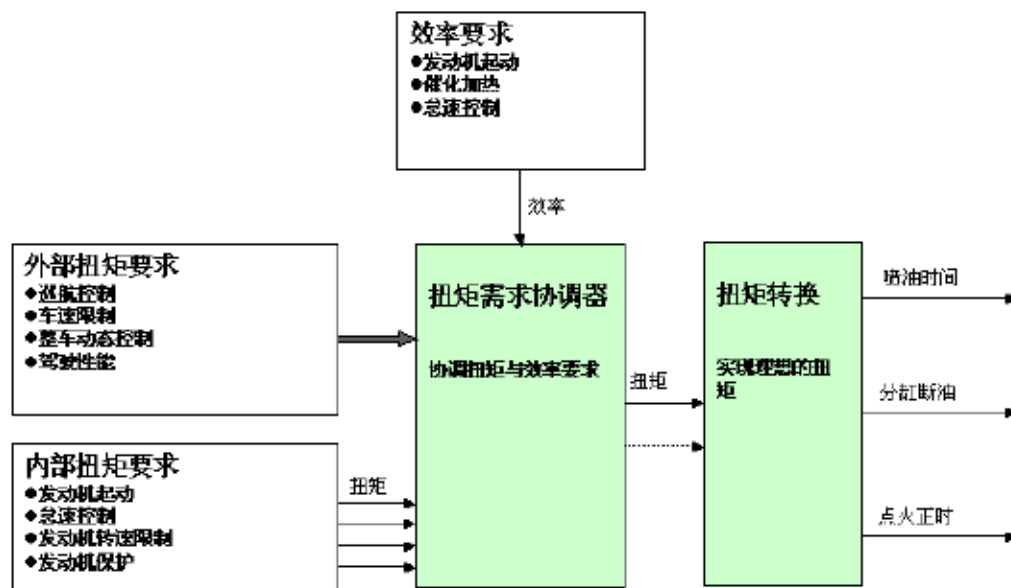 效率要求
●发动机起动
●催化加热
●怠速控制
效率
外部扭矩要求
●巡航控制
●车速限制
●整车动态控制
●驾驶性能
扭矩需求协调器
协调扭矩与效率要求
扭矩
扭矩转换
实现理想的扭
矩
喷油时间
分缸断油
点火正时
内部扭矩要求
●发动机起动
●怠速控制
●发动机转速限制
●发动机保护
扭矩